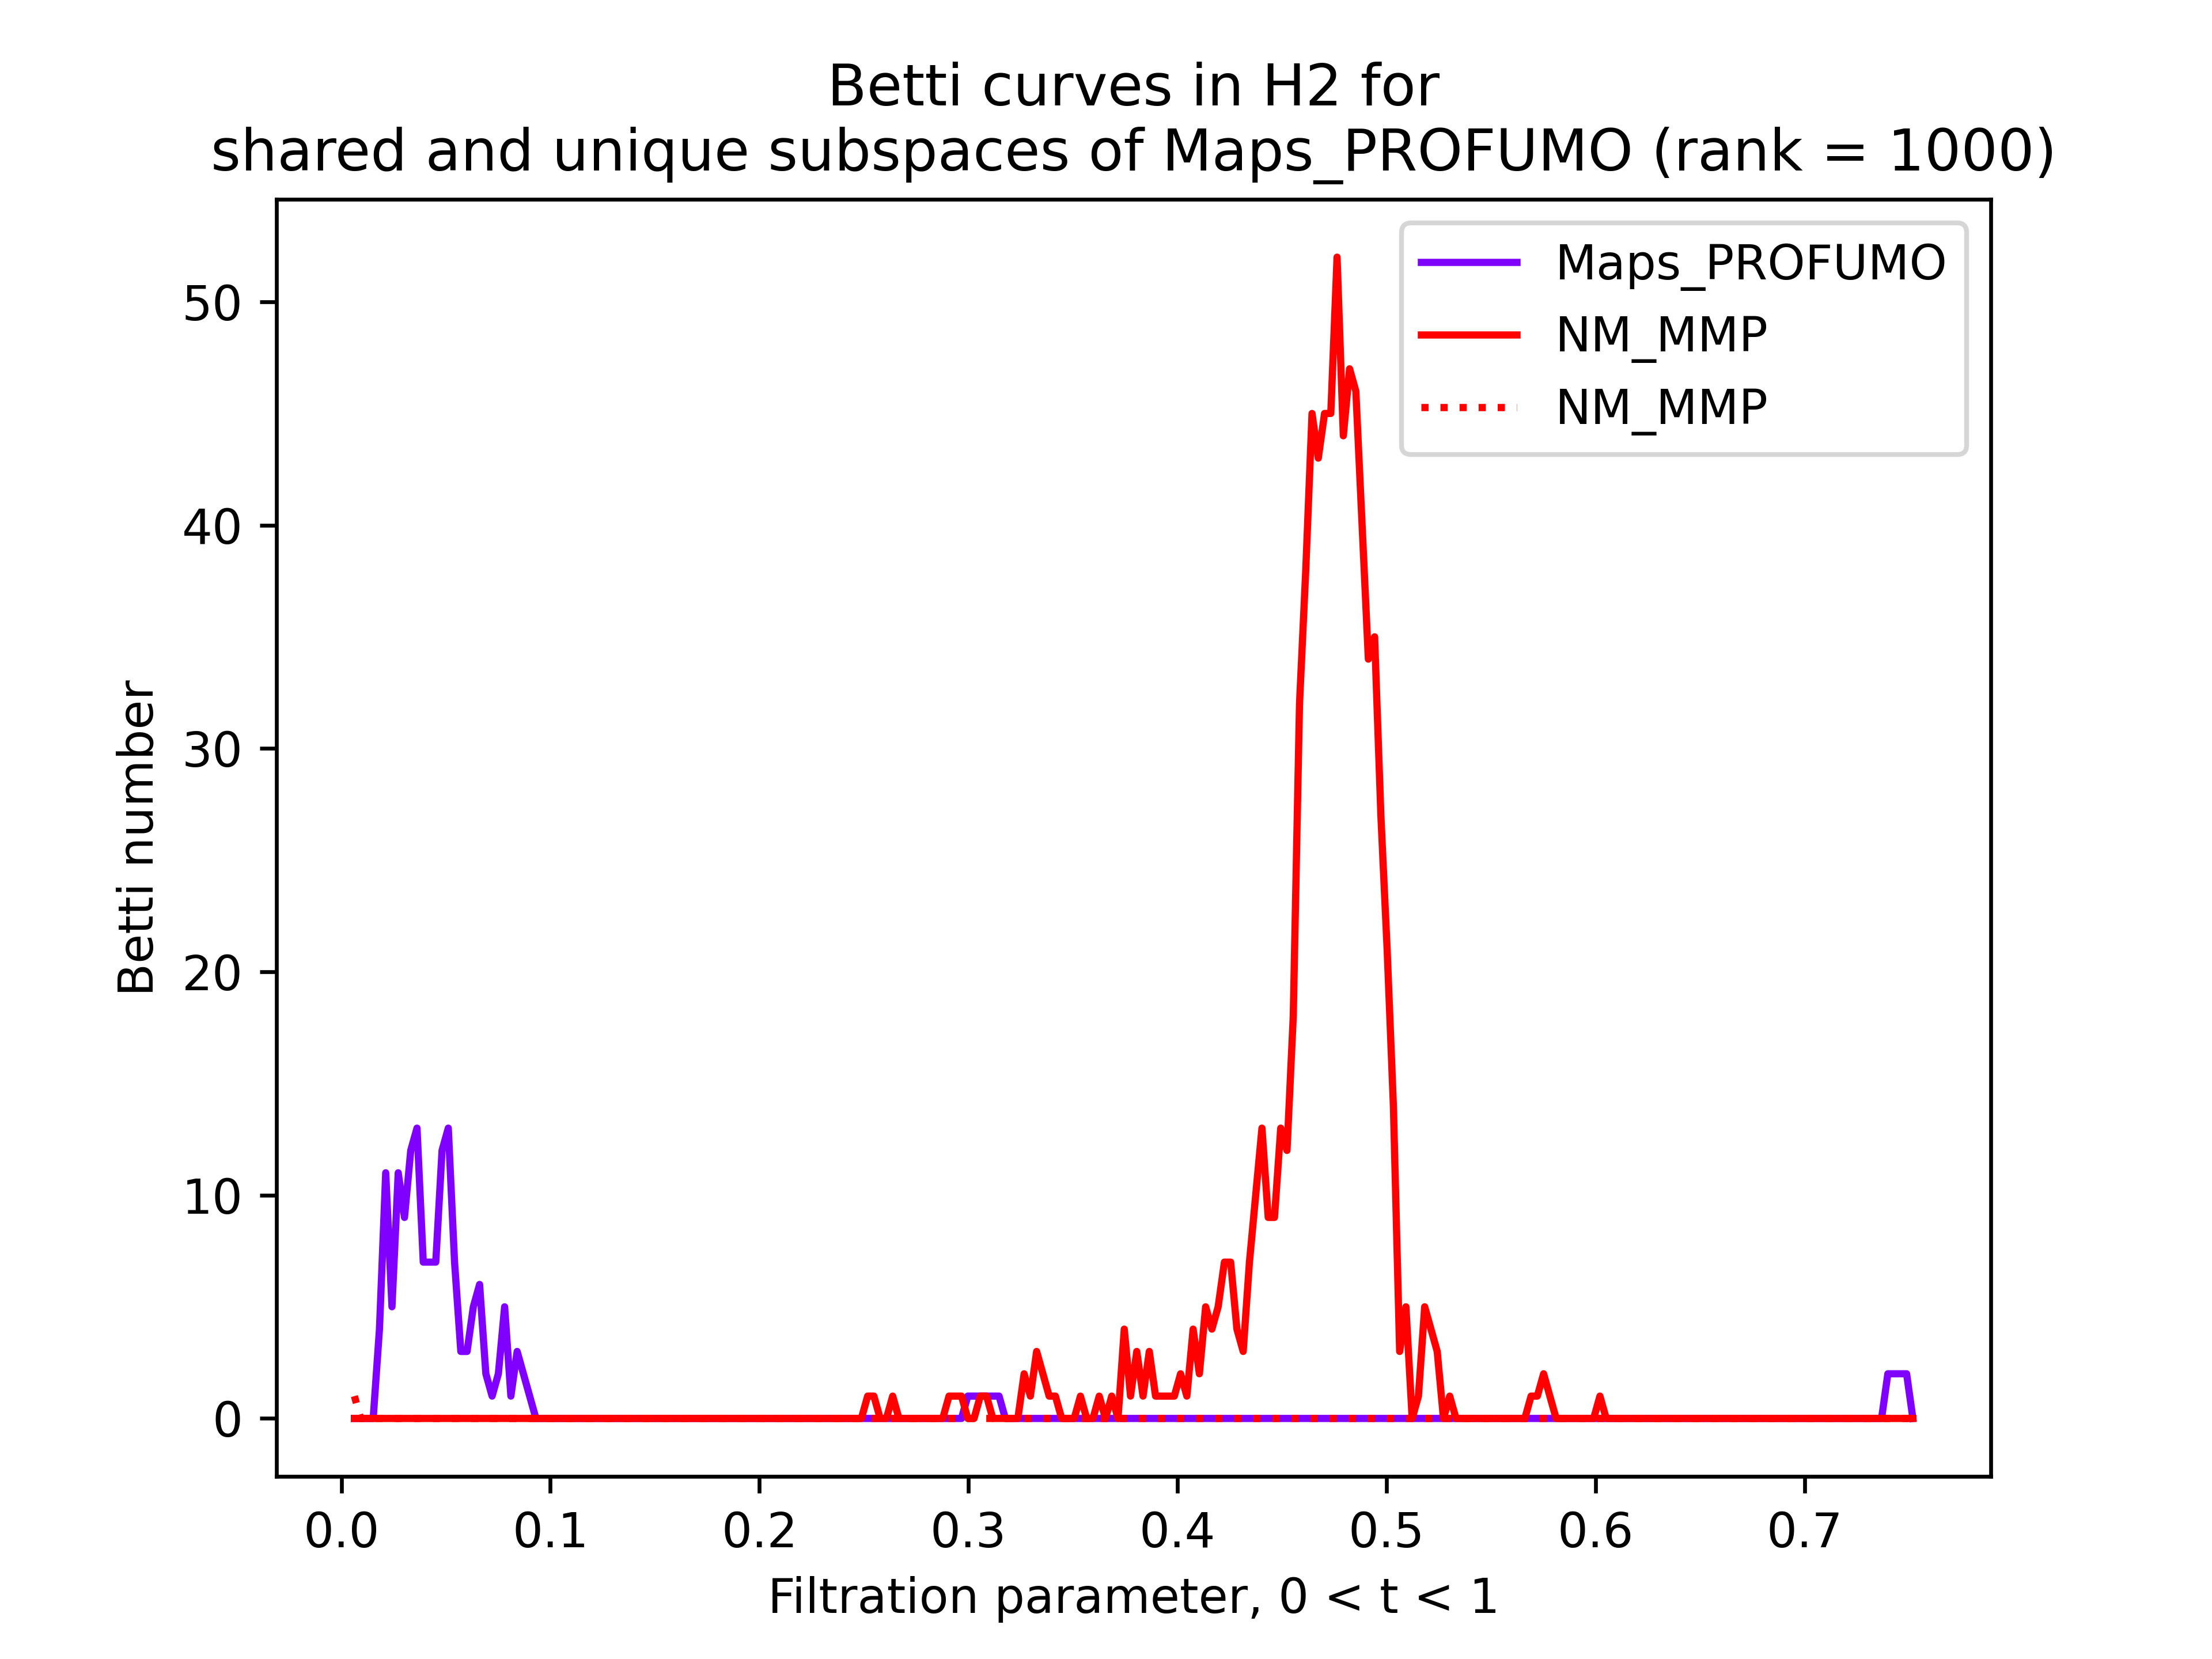 Betti curves in H2 for
shared and unique subspaces of Maps_PROFUMO (rank = 1000)
Maps_PROFUMO
NM_MMP
NM_MMP
Betti number
50
40
30
20
10
0
0.0 0.1 0.2 0.3 0.4 0.5 0.6 0.7
Filtration parameter, 0 < t < 1